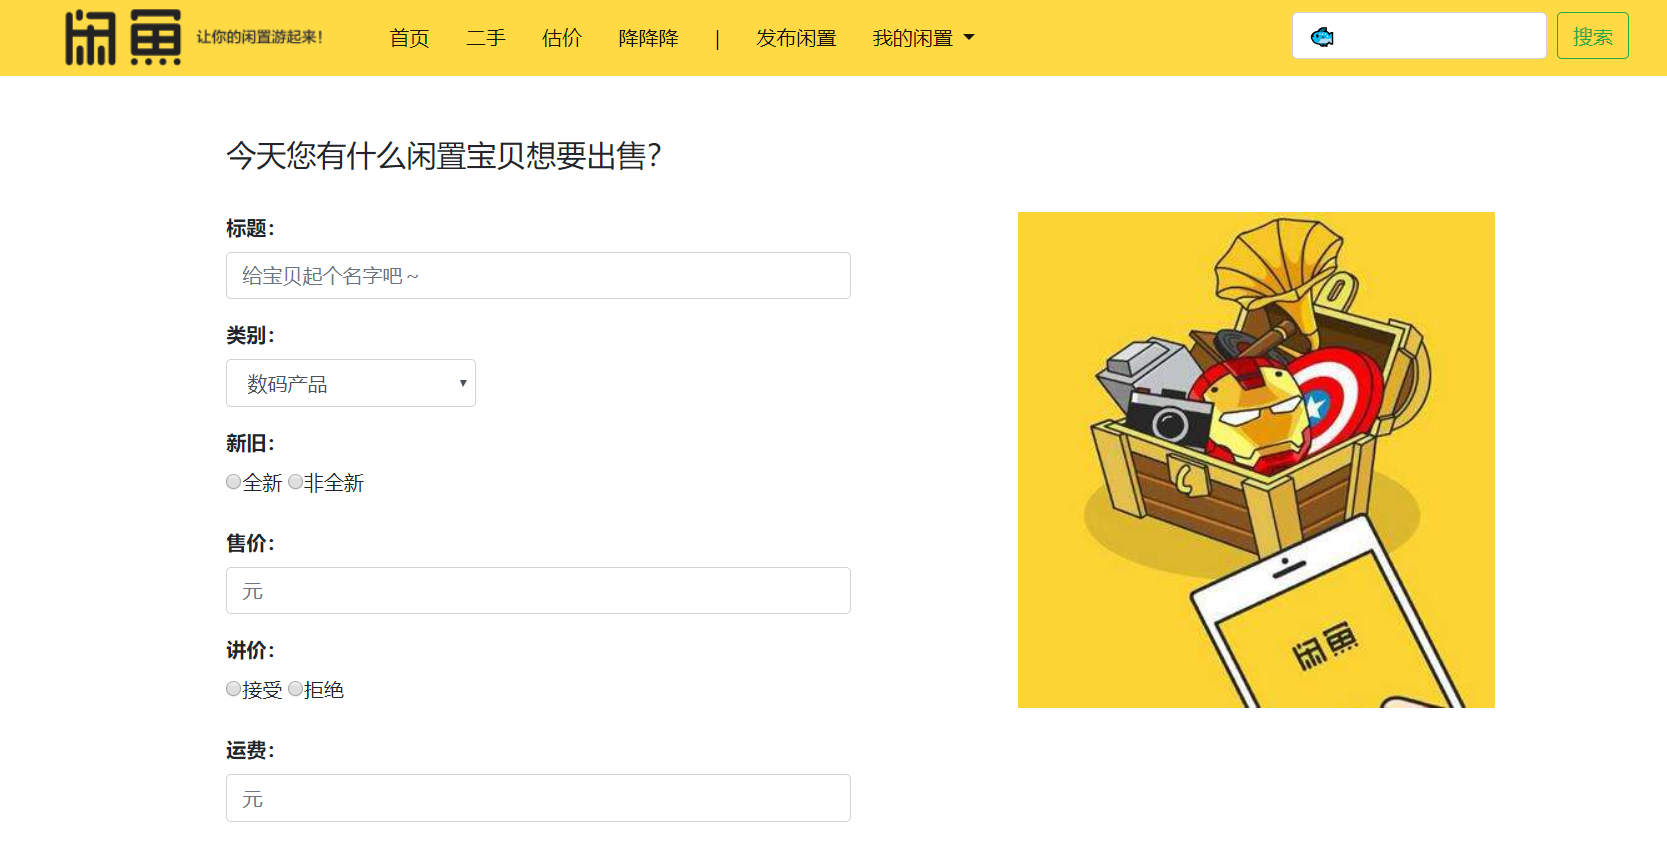 闲鱼 让你的闲置游起来！ 首页 二手 估价 降降降 | 发布闲置 我的闲置 搜索
今天您有什么闲置宝贝想要出售？
标题：
给宝贝起个名字吧～
类别：
数码产品
新旧：
全新 非全新
售价：
元
讲价：
接受 拒绝
运费：
元
闲鱼